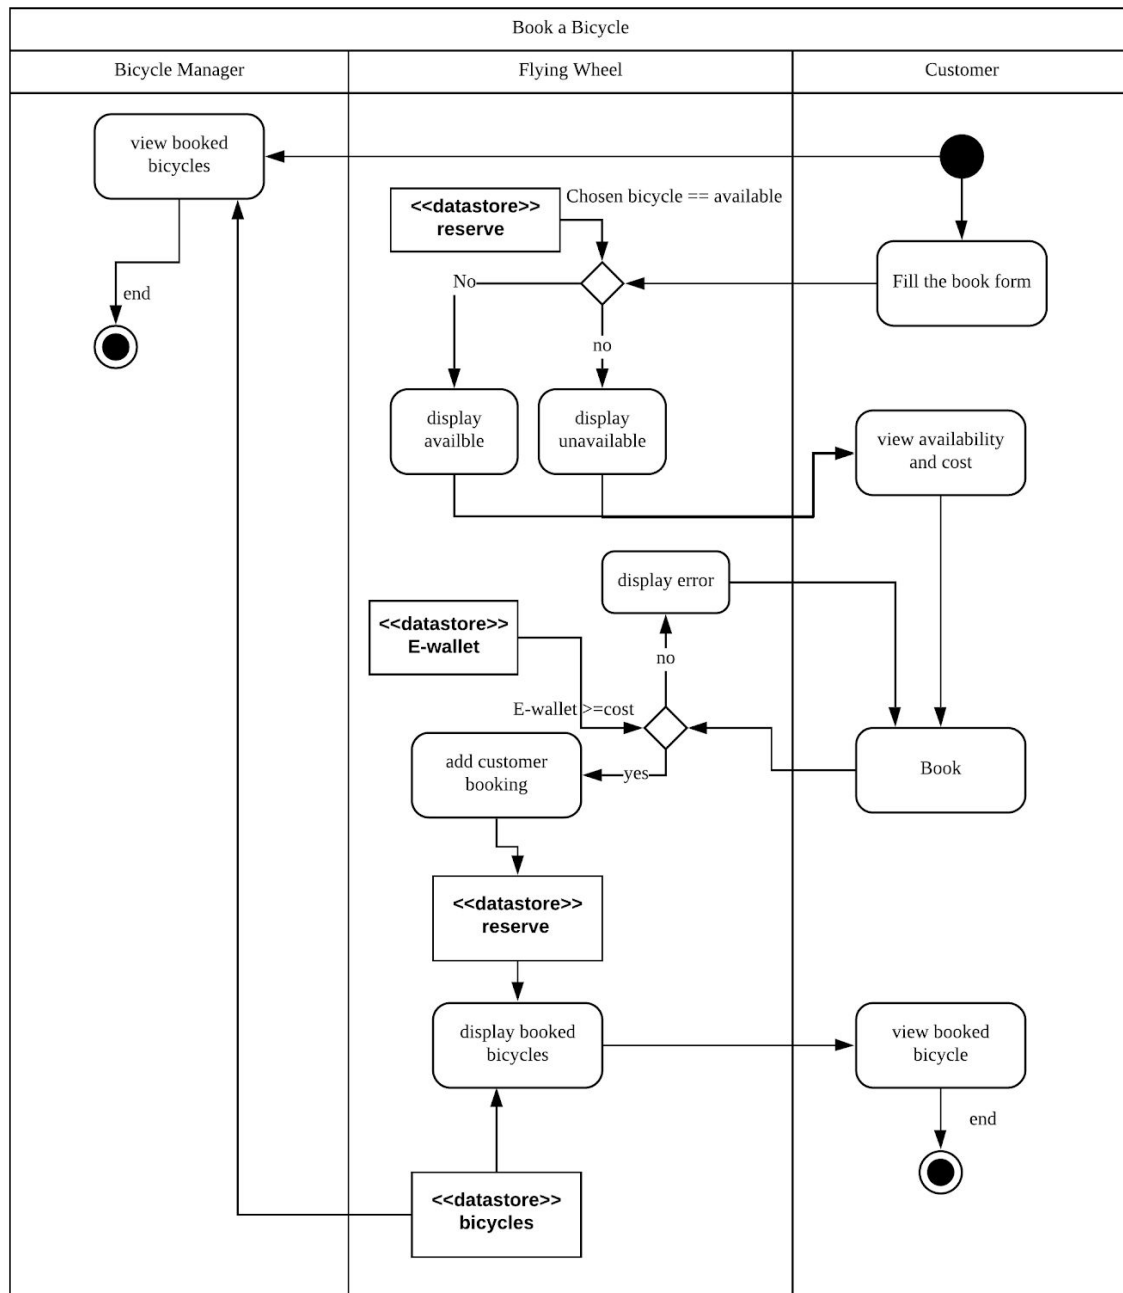 Book a Bicycle
Bicycle Manager
Flying Wheel
Customer
view booked
bicycles
<<datastore>>
reserve
Chosen bicycle == available
Fill the book form
No
end
no
display
availble
display
unavailable
view availability
and cost
display error
<<datastore>>
E-wallet
no
E-wallet >=cost
add customer
booking
yes
Book
<<datastore>>
reserve
display booked
bicycles
view booked
bicycle
end
<<datastore>>
bicycles